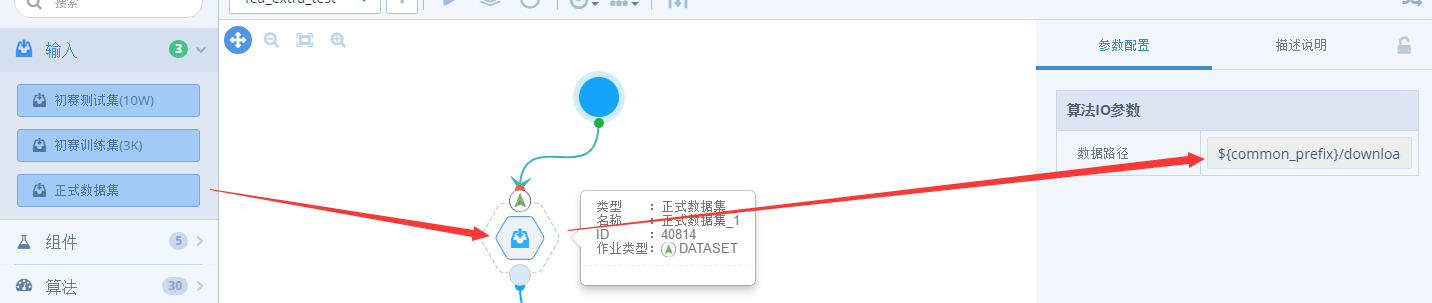 搜索
输入
3
初赛测试集(10W)
初赛训练集(3K)
正式数据集
组件
5
算法
30
类型 : 正式数据集
名称 : 正式数据集_1
ID : 40814
作业类型: DATASET
参数配置
描述说明
算法IO参数
数据路径
${common_prefix}/downloa